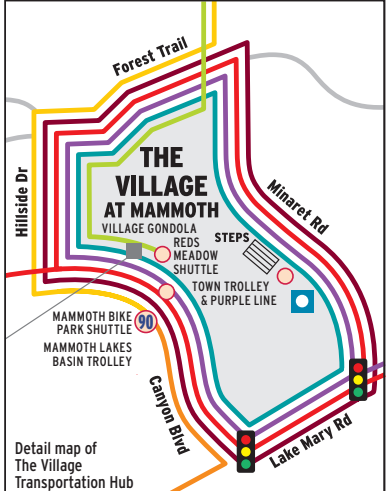 Forest Trail
Hillside Dr
THE
VILLAGE
AT MAMMOTH
VILLAGE GONDOLA
REDS
MEADOW
SHUTTLE
STEPS
Minaret Rd
TOWN TROLLEY
& PURPLE LINE
MAMMOTH BIKE
PARK SHUTTLE
90
MAMMOTH LAKES
BASIN TROLLEY
Canyon Blvd
Lake Mary Rd
Detail map of
The Village
Transportation Hub